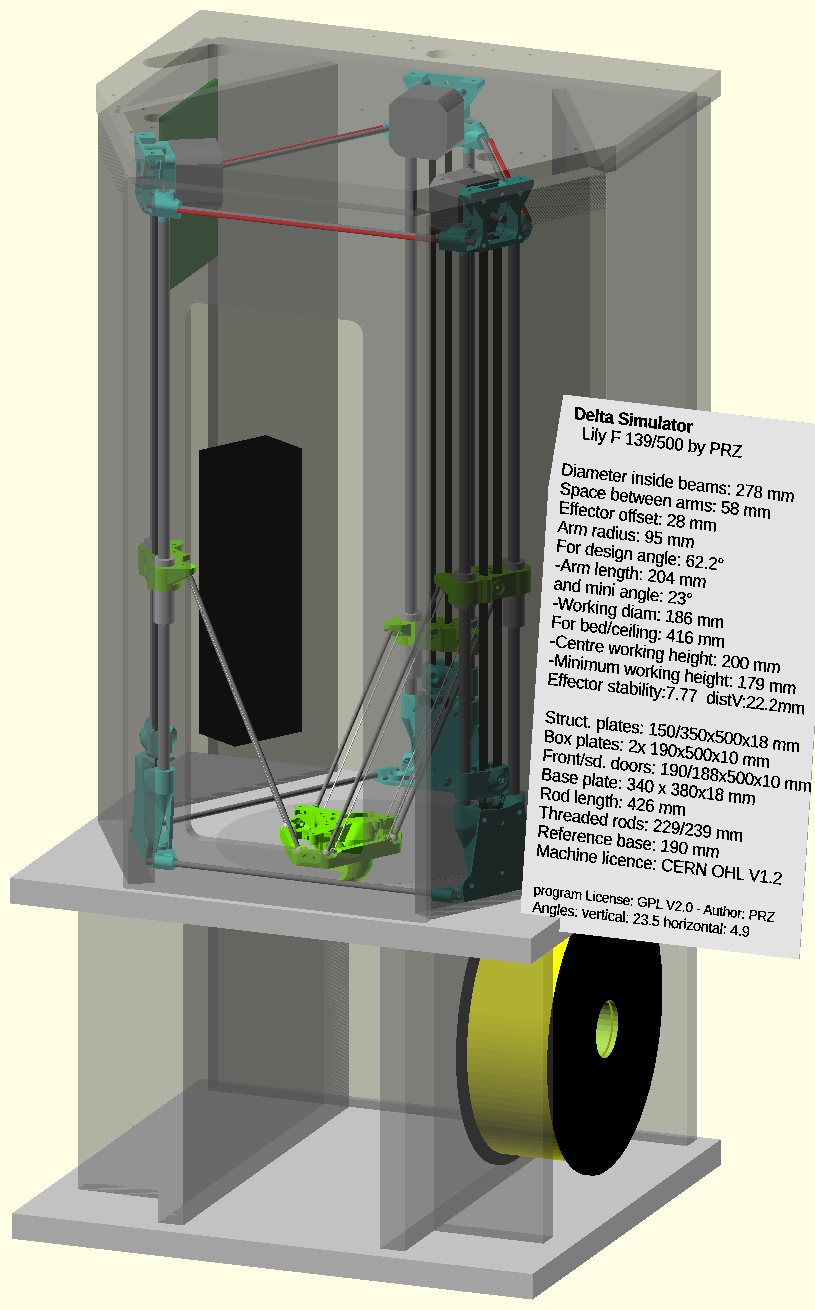 Delta Simulator
Lily F 139/500 by PRZ
Diameter inside beams: 278 mm
Space between arms: 58 mm
Effector offset: 28 mm
Arm radius: 95 mm
For design angle: 62.2°
-Arm length: 204 mm
and mini angle: 23°
-Working diam: 186 mm
For bed/ceiling: 416 mm
-Centre working height: 200 mm
-Minimum working height: 179 mm
Effector stability:7.77 distV:22.2mm
Struct. plates: 150/350x500x18 mm
Box plates: 2x 190x500x10 mm
Front/sd. doors: 190/188x500x10 mm
Base plate: 340 x 380x18 mm
Rod length: 426 mm
Threaded rods: 229/239 mm
Reference base: 190 mm
Machine licence: CERN OHL V1.2
program License: GPL V2.0 - Author: PRZ
Angles: vertical: 23.5 horizontal: 4.9